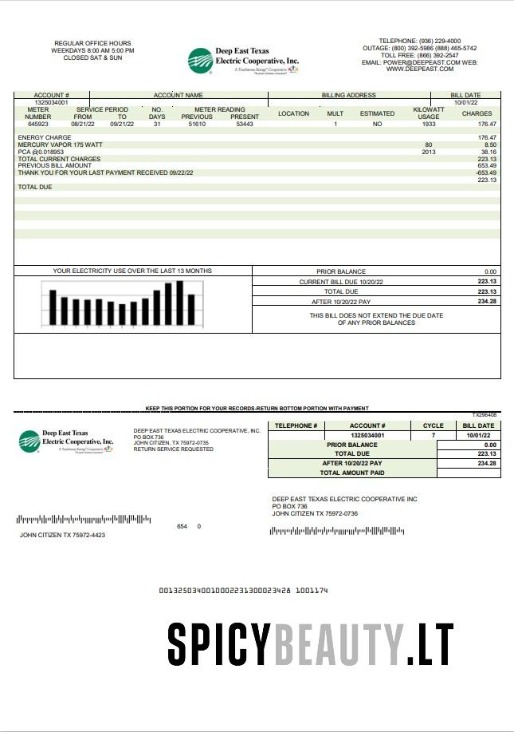 REGULAR OFFICE HOURS
WEEKDAYS 8:00 AM 5:00 PM
CLOSED SAT & SUN
Deep East Texas
Electric Cooperative, Inc.
TELEPHONE: (936) 229-4000
OUTAGE: (800) 392-5986 (888) 465-5742
TOLL FREE: (866) 392-2547
EMAIL: POWER@DEEPEAST.COM WEB:
WWW.DEEPEAST.COM
ACCOUNT # ACCOUNT NAME BILLING ADDRESS BILL DATE
1325034001 10/01/22
METER NUMBER SERVICE PERIOD FROM TO NO. DAYS METER READING PREVIOUS PRESENT LOCATION MULT ESTIMATED KILOWATT USAGE CHARGES
645923 08/21/22 09/21/22 31 51610 53443 1 NO 1933 176.47
ENERGY CHARGE 176.47
MERCURY VAPOR 175 WATT 80 8.50
PCA @0.018953 2013 38.16
TOTAL CURRENT CHARGES 223.13
PREVIOUS BILL AMOUNT 653.49
THANK YOU FOR YOUR LAST PAYMENT RECEIVED 09/22/22 -653.49
223.13
TOTAL DUE
YOUR ELECTRICITY USE OVER THE LAST 13 MONTHS
PRIOR BALANCE 0.00
CURRENT BILL DUE 10/20/22 223.13
TOTAL DUE 223.13
AFTER 10/20/22 PAY 234.28
THIS BILL DOES NOT EXTEND THE DUE DATE
OF ANY PRIOR BALANCES
KEEP THIS PORTION FOR YOUR RECORDS-RETURN BOTTOM PORTION WITH PAYMENT
TX296408
Deep East Texas
Electric Cooperative, Inc.
DEEP EAST TEXAS ELECTRIC COOPERATIVE, INC.
PO BOX 736
JOHN CITIZEN, TX 75972-0735
RETURN SERVICE REQUESTED
TELEPHONE # ACCOUNT # CYCLE BILL DATE
1325034001 7 10/01/22
PRIOR BALANCE 0.00
TOTAL DUE 223.13
AFTER 10/20/22 PAY 234.28
TOTAL AMOUNT PAID
DEEP EAST TEXAS ELECTRIC COOPERATIVE INC
PO BOX 736
JOHN CITIZEN TX 75972-0736
654 0
JOHN CITIZEN TX 75972-4423
0013250340010002231300023428 1001174
SPICYBEAUTY.LT